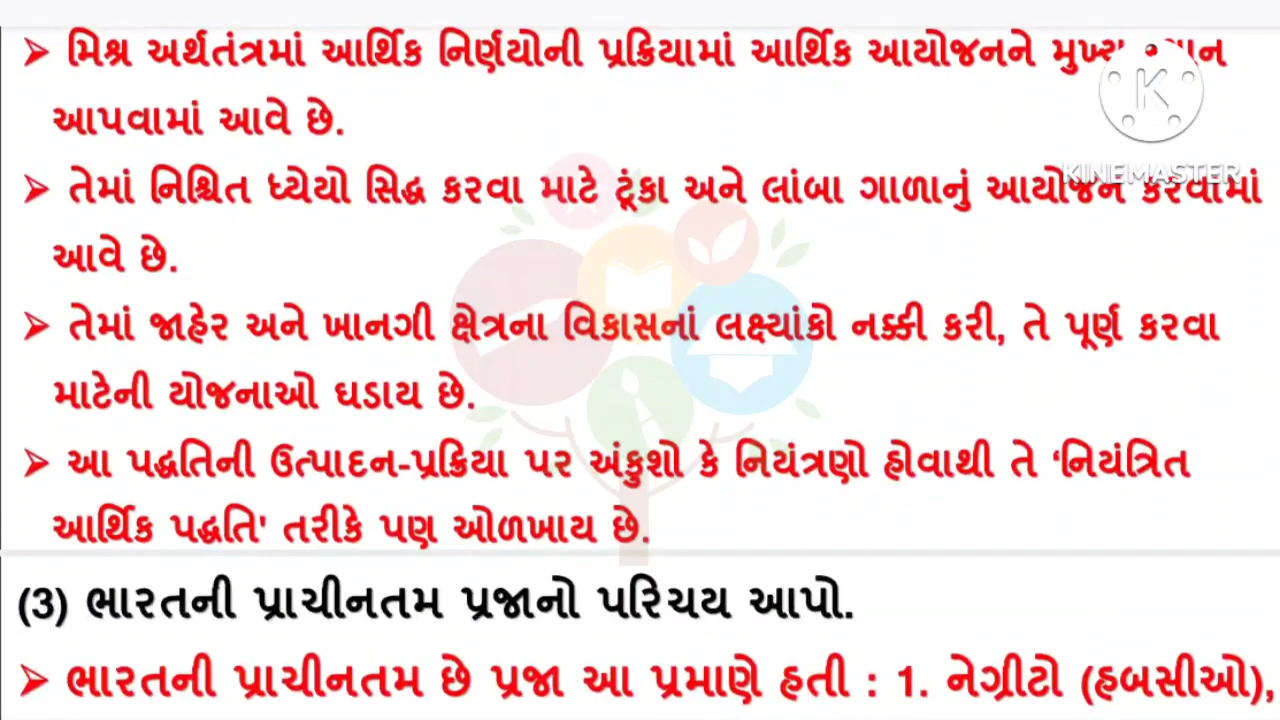 ➢ મિશ્ર અર્થતંત્રમાં આર્થિક નિર્ણયોની પ્રક્રિયામાં આર્થિક આયોજનને
આપવામાં આવે છે.
K
KINEMASTER
➢ તેમાં નિશ્ચિત ધ્યેયો સિદ્ધ કરવા માટે ટૂંકા અને લાંબા ગાળાનું આયોજન કરવામાં
આવે છે.
➢ તેમાં જાહેર અને ખાનગી ક્ષેત્રના વિકાસનાં લક્ષ્યાંકો નક્કી કરી, તે પૂર્ણ કરવા
માટેની યોજનાઓ ઘડાય છે.
➢ આ પદ્ધતિની ઉત્પાદન-પ્રક્રિયા પર અંકુશો કે નિયંત્રણો હોવાથી તે ‘નિયંત્રિત
આર્થિક પદ્ધતિ' તરીકે પણ ઓળખાય છે.
(3) ભારતની પ્રાચીનતમ પ્રજાનો પરિચય આપો.
➢ ભારતની પ્રાચીનતમ છે પ્રજા આ પ્રમાણે હતી : 1. નેગ્રીટો (હબસીઓ),